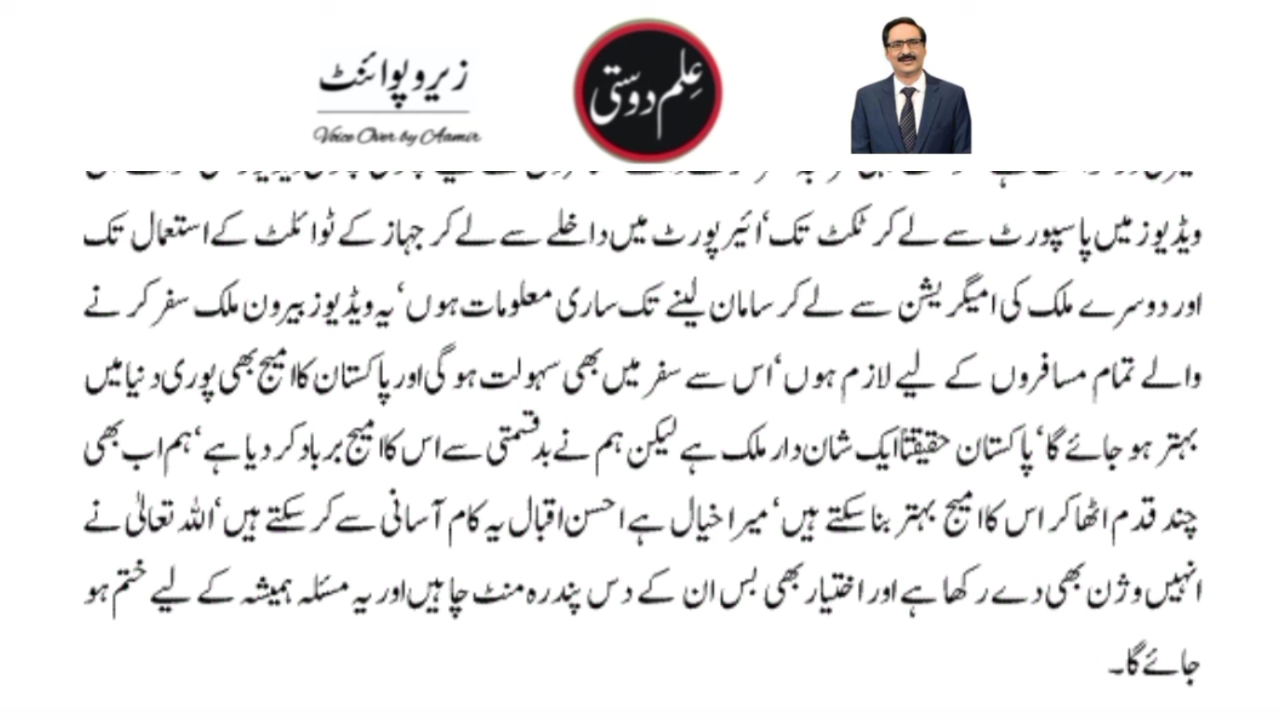 زیرو پوائنٹ
Voice Over by Aamir
علم دوستی
ویڈیوز میں پاسپورٹ سے لے کر ٹکٹ تک‘ ائیرپورٹ میں داخلے سے لے کر جہاز کے ٹوائلٹ کے استعمال تک
اور دوسرے ملک کی امیگریشن سے لے کر سامان لینے تک ساری معلومات ہوں‘ یہ ویڈیوز بیرون ملک سفر کرنے
والے تمام مسافروں کے لیے لازم ہوں‘ اس سے سفر میں بھی سہولت ہو گی اور پاکستان کا امیج بھی پوری دنیا میں
بہتر ہو جائے گا‘ پاکستان حقیقتاً ایک شان دار ملک ہے لیکن ہم نے بدقسمتی سے اس کا امیج برباد کر دیا ہے‘ ہم اب بھی
چند قدم اٹھا کر اس کا امیج بہتر بنا سکتے ہیں‘ میرا خیال ہے احسن اقبال یہ کام آسانی سے کر سکتے ہیں‘ اللہ تعالیٰ نے
انہیں وژن بھی دے رکھا ہے اور اختیار بھی بس ان کے دس پندرہ منٹ چاہیں اور یہ مسئلہ ہمیشہ کے لیے ختم ہو
جائے گا۔